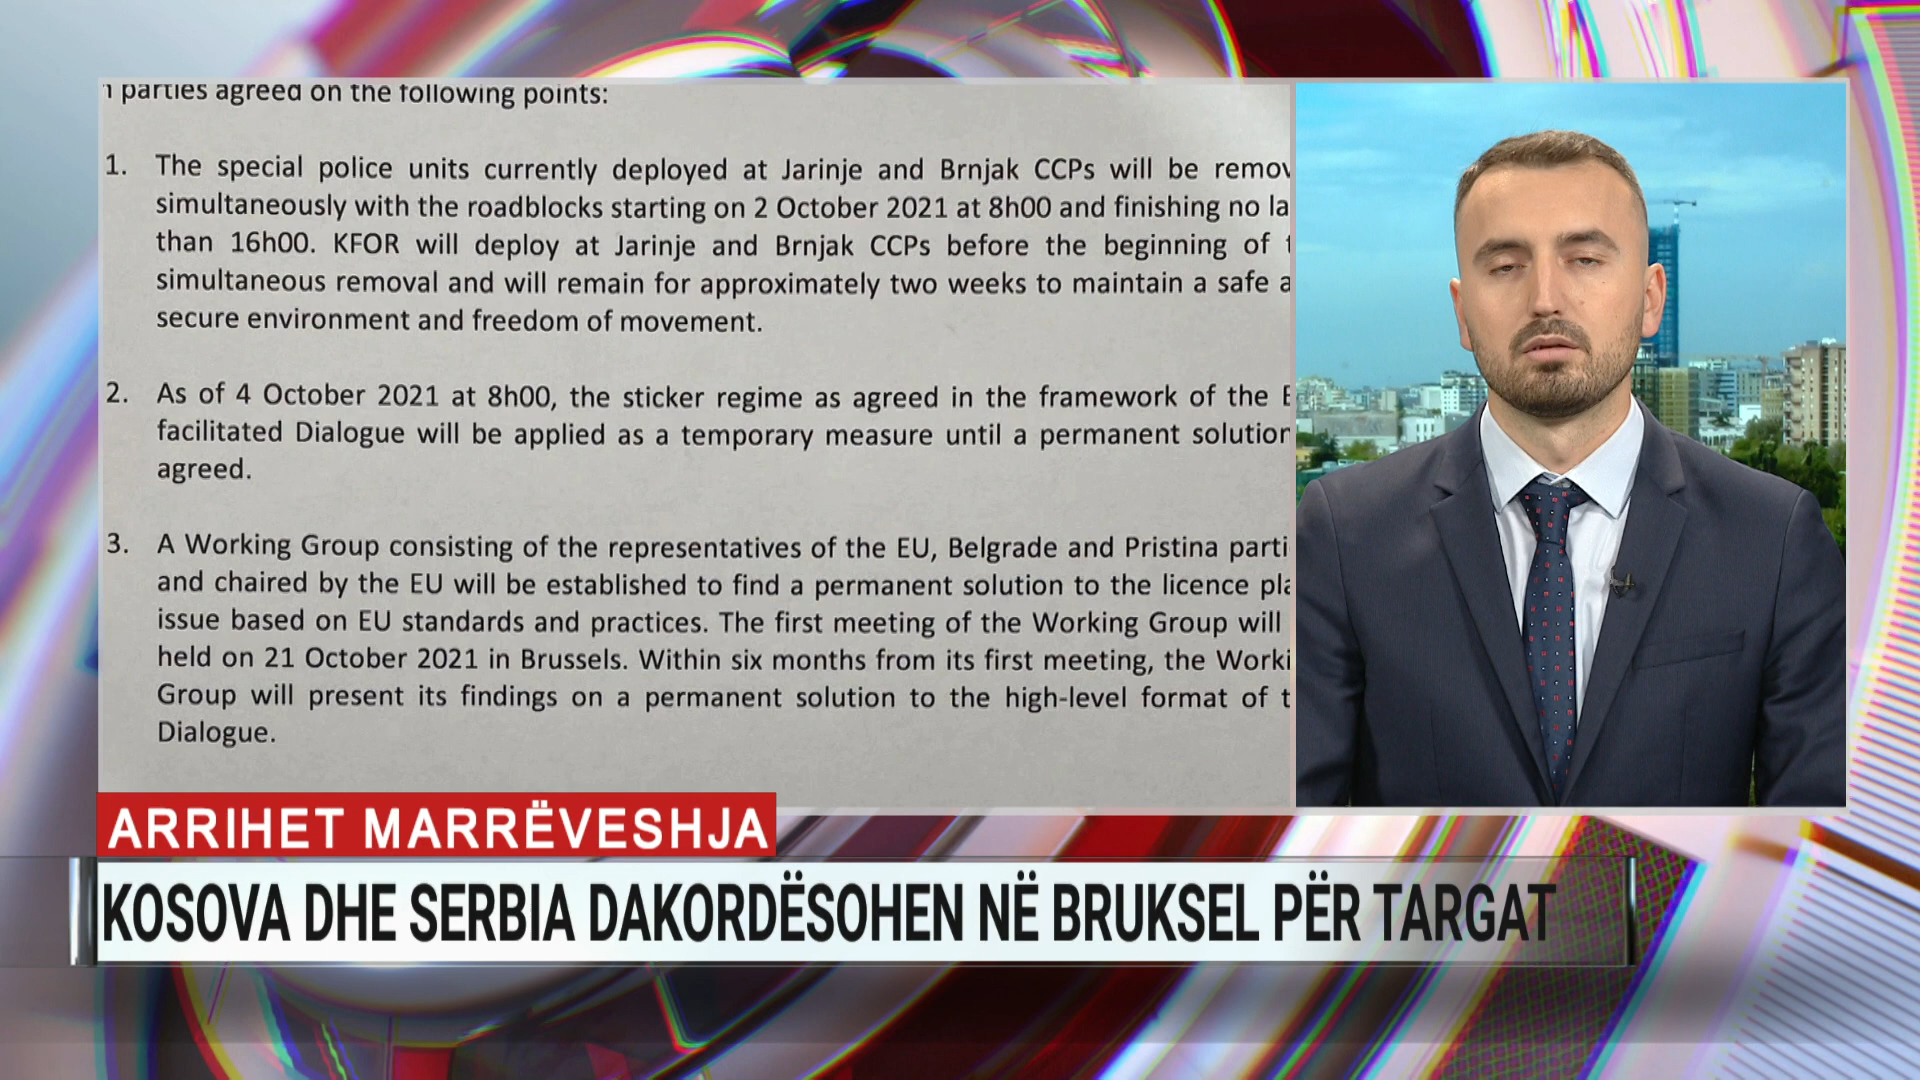 parties agreed on the following points:
1. The special police units currently deployed at Jarinje and Brnjak CCPs will be
simultaneously with the roadblocks starting on 2 October 2021 at 8h00 and finishing no
than 16h00. KFOR will deploy at Jarinje and Brnjak CCPs before the beginning of
simultaneous removal and will remain for approximately two weeks to maintain a safe
secure environment and freedom of movement.
2. As of 4 October 2021 at 8h00, the sticker regime as agreed in the framework of the
facilitated Dialogue will be applied as a temporary measure until a permanent solution
agreed.
3. A Working Group consisting of the representatives of the EU, Belgrade and Pristina
and chaired by the EU will be established to find a permanent solution to the licence
issue based on EU standards and practices. The first meeting of the Working Group will
held on 21 October 2021 in Brussels. Within six months from its first meeting, the
Group will present its findings on a permanent solution to the high-level format of
Dialogue.
ARRIHET MARRËVESHJA
KOSOVA DHE SERBIA DAKORDËSOHEN NË BRUKSEL PËR TARGAT